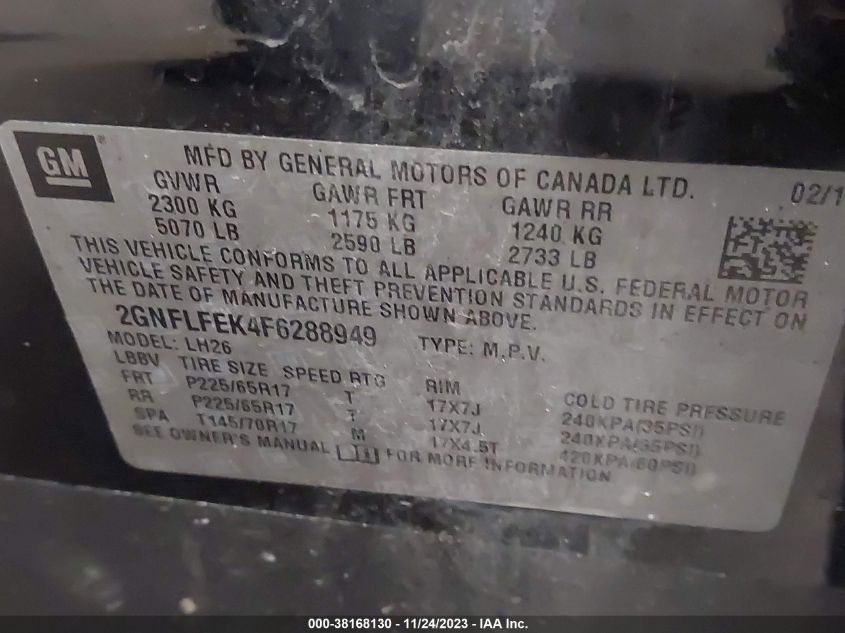 GM
MFD BY GENERAL MOTORS OF CANADA LTD.
02/1
GVWR GAWR FRT GAWR RR
2300 KG 1175 KG 1240 KG
5070 LB 2590 LB 2733 LB
THIS VEHICLE CONFORMS TO ALL APPLICABLE U.S. FEDERAL MOTOR
VEHICLE SAFETY AND THEFT PREVENTION STANDARDS IN EFFECT ON
THE DATE OF MANUFACTURE SHOWN ABOVE.
2GNFLFEK4F6288949 TYPE: M.P.V.
MODEL: LH26
LBBV TIRE SIZE SPEED RTG RIM COLD TIRE PRESSURE
FRT P225/65R17 T 17X7J 240KPA(35PSI)
RR P225/65R17 T 17X7J 240KPA(35PSI)
SPA T145/70R17 M 17X4.5T 420KPA(60PSI)
SEE OWNER'S MANUAL FOR MORE INFORMATION
000-38168130 - 11/24/2023 - IAA Inc.